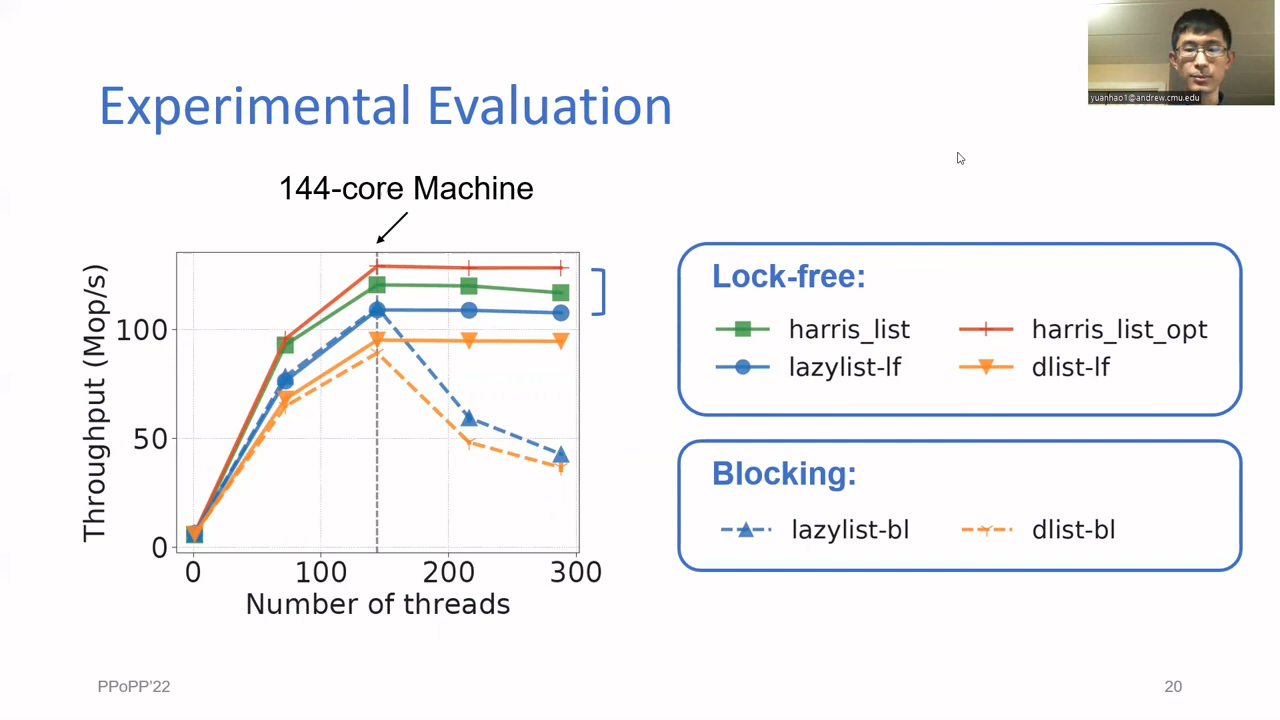 yuanhao1@andrew.cmu.edu
Experimental Evaluation
144-core Machine
Throughput (Mop/s)
100
50
0
0 100 200 300
Number of threads
Lock-free:
harris_list harris_list_opt
lazylist-lf dlist-lf
Blocking:
lazylist-bl dlist-bl
PPoPP'22
20